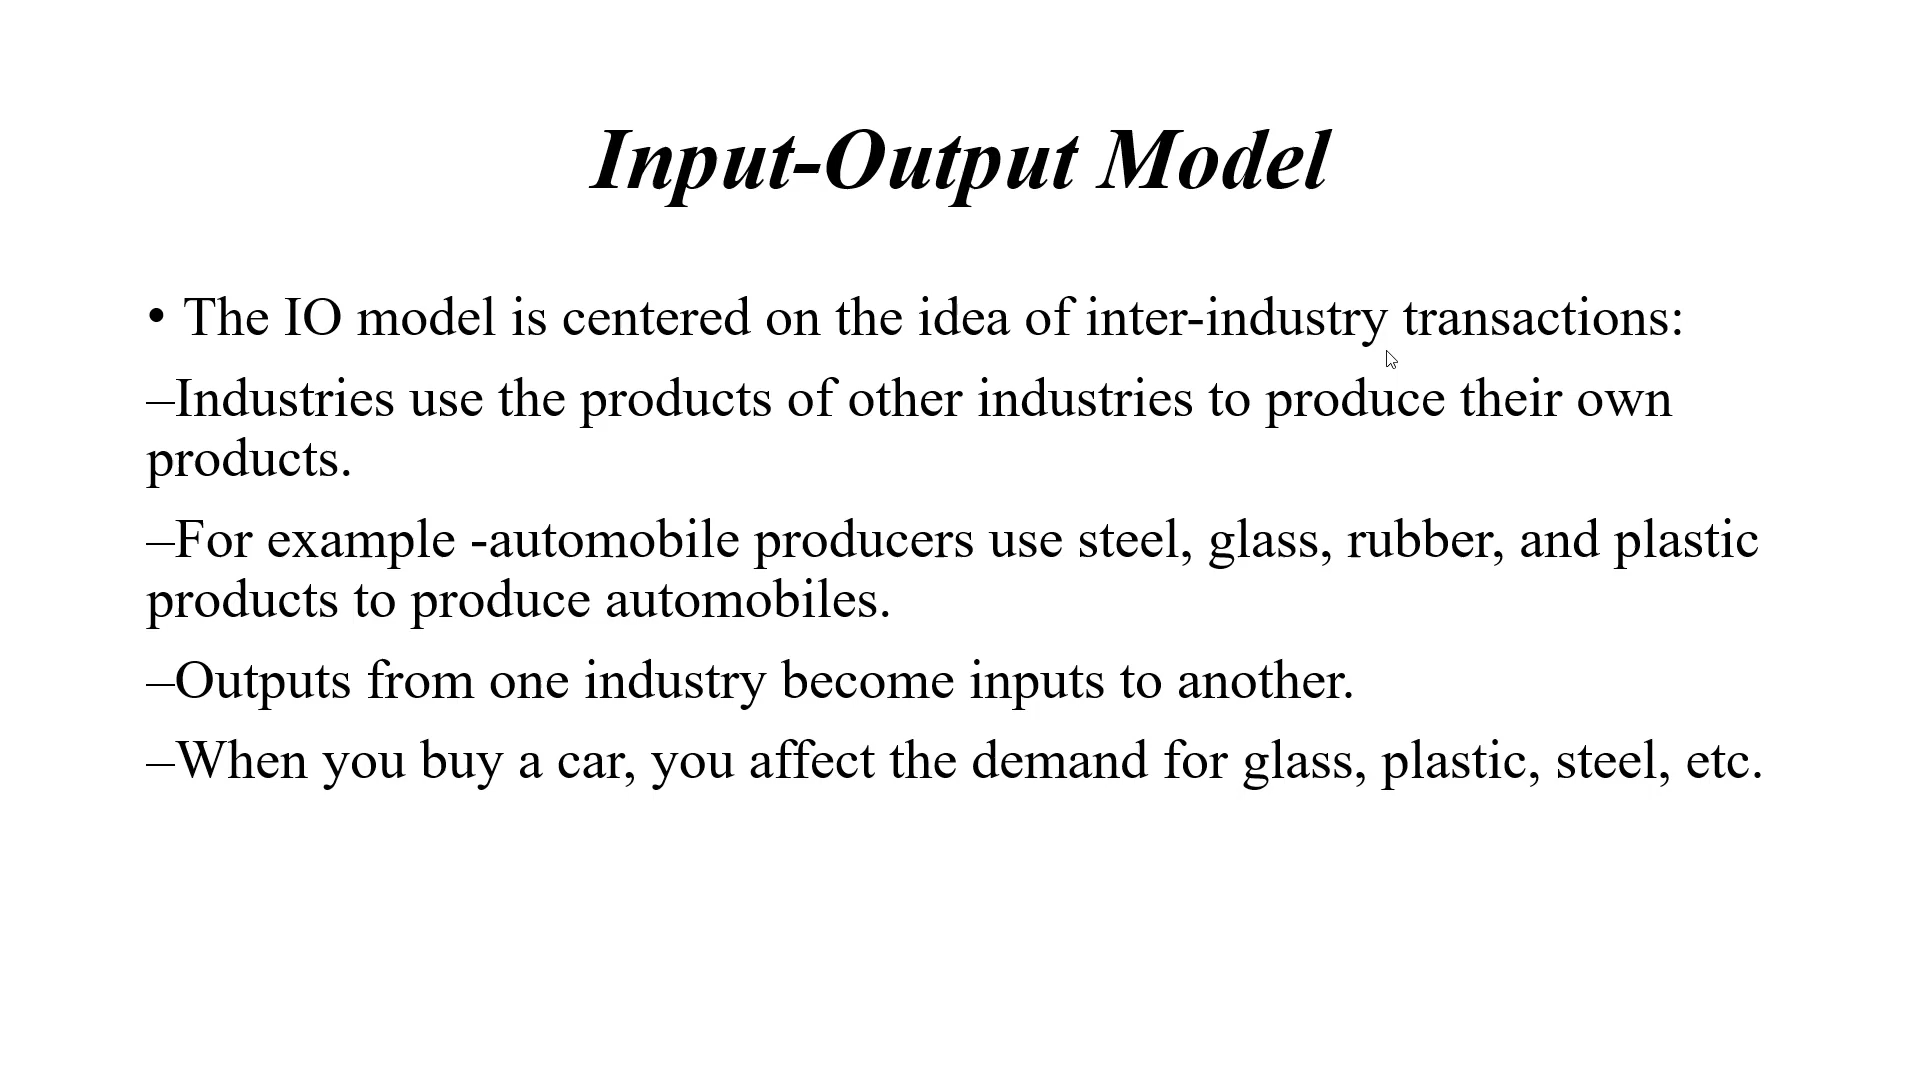 Input-Output Model
• The IO model is centered on the idea of inter-industry transactions:
–Industries use the products of other industries to produce their own
products.
–For example -automobile producers use steel, glass, rubber, and plastic
products to produce automobiles.
–Outputs from one industry become inputs to another.
–When you buy a car, you affect the demand for glass, plastic, steel, etc.